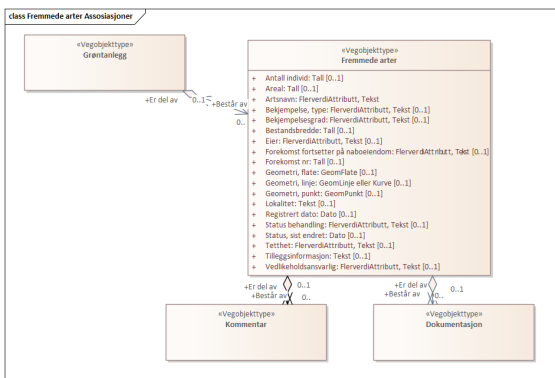 class Fremmede arter Assosiasjoner
«Vegobjekttype»
Grøntanlegg
«Vegobjekttype»
Fremmede arter
+ Antall individ: Tall [0..1]
+ Areal: Tall [0..1]
+ Artsnavn: FlerverdiAttributt, Tekst
+ Bekjempelse, type: FlerverdiAttributt, Tekst [0..1]
+ Bekjempelsesgrad: FlerverdiAttributt, Tekst [0..1]
+ Bestandsbredde: Tall [0..1]
+ Eier: FlerverdiAttributt, Tekst [0..1]
+ Forekomst fortsetter på naboeiendom: FlerverdiAttributt, Tekst [0..1]
+ Forekomst nr: Tall [0..1]
+ Geometri, flate: GeomFlate [0..1]
+ Geometri, linje: GeomLinje eller Kurve [0..1]
+ Geometri, punkt: GeomPunkt [0..1]
+ Lokalitet: Tekst [0..1]
+ Registrert dato: Dato [0..1]
+ Status behandling: FlerverdiAttributt, Tekst [0..1]
+ Status, sist endret: Dato [0..1]
+ Tetthet: FlerverdiAttributt, Tekst [0..1]
+ Tilleggsinformasjon: Tekst [0..1]
+ Vedlikeholdsansvarlig: FlerverdiAttributt, Tekst [0..1]
+Er del av 0..1
+Består av
0..
+Er del av 0..1
+Består av 0..
+Er del av 0..1
+Består av 0..
«Vegobjekttype»
Kommentar
«Vegobjekttype»
Dokumentasjon